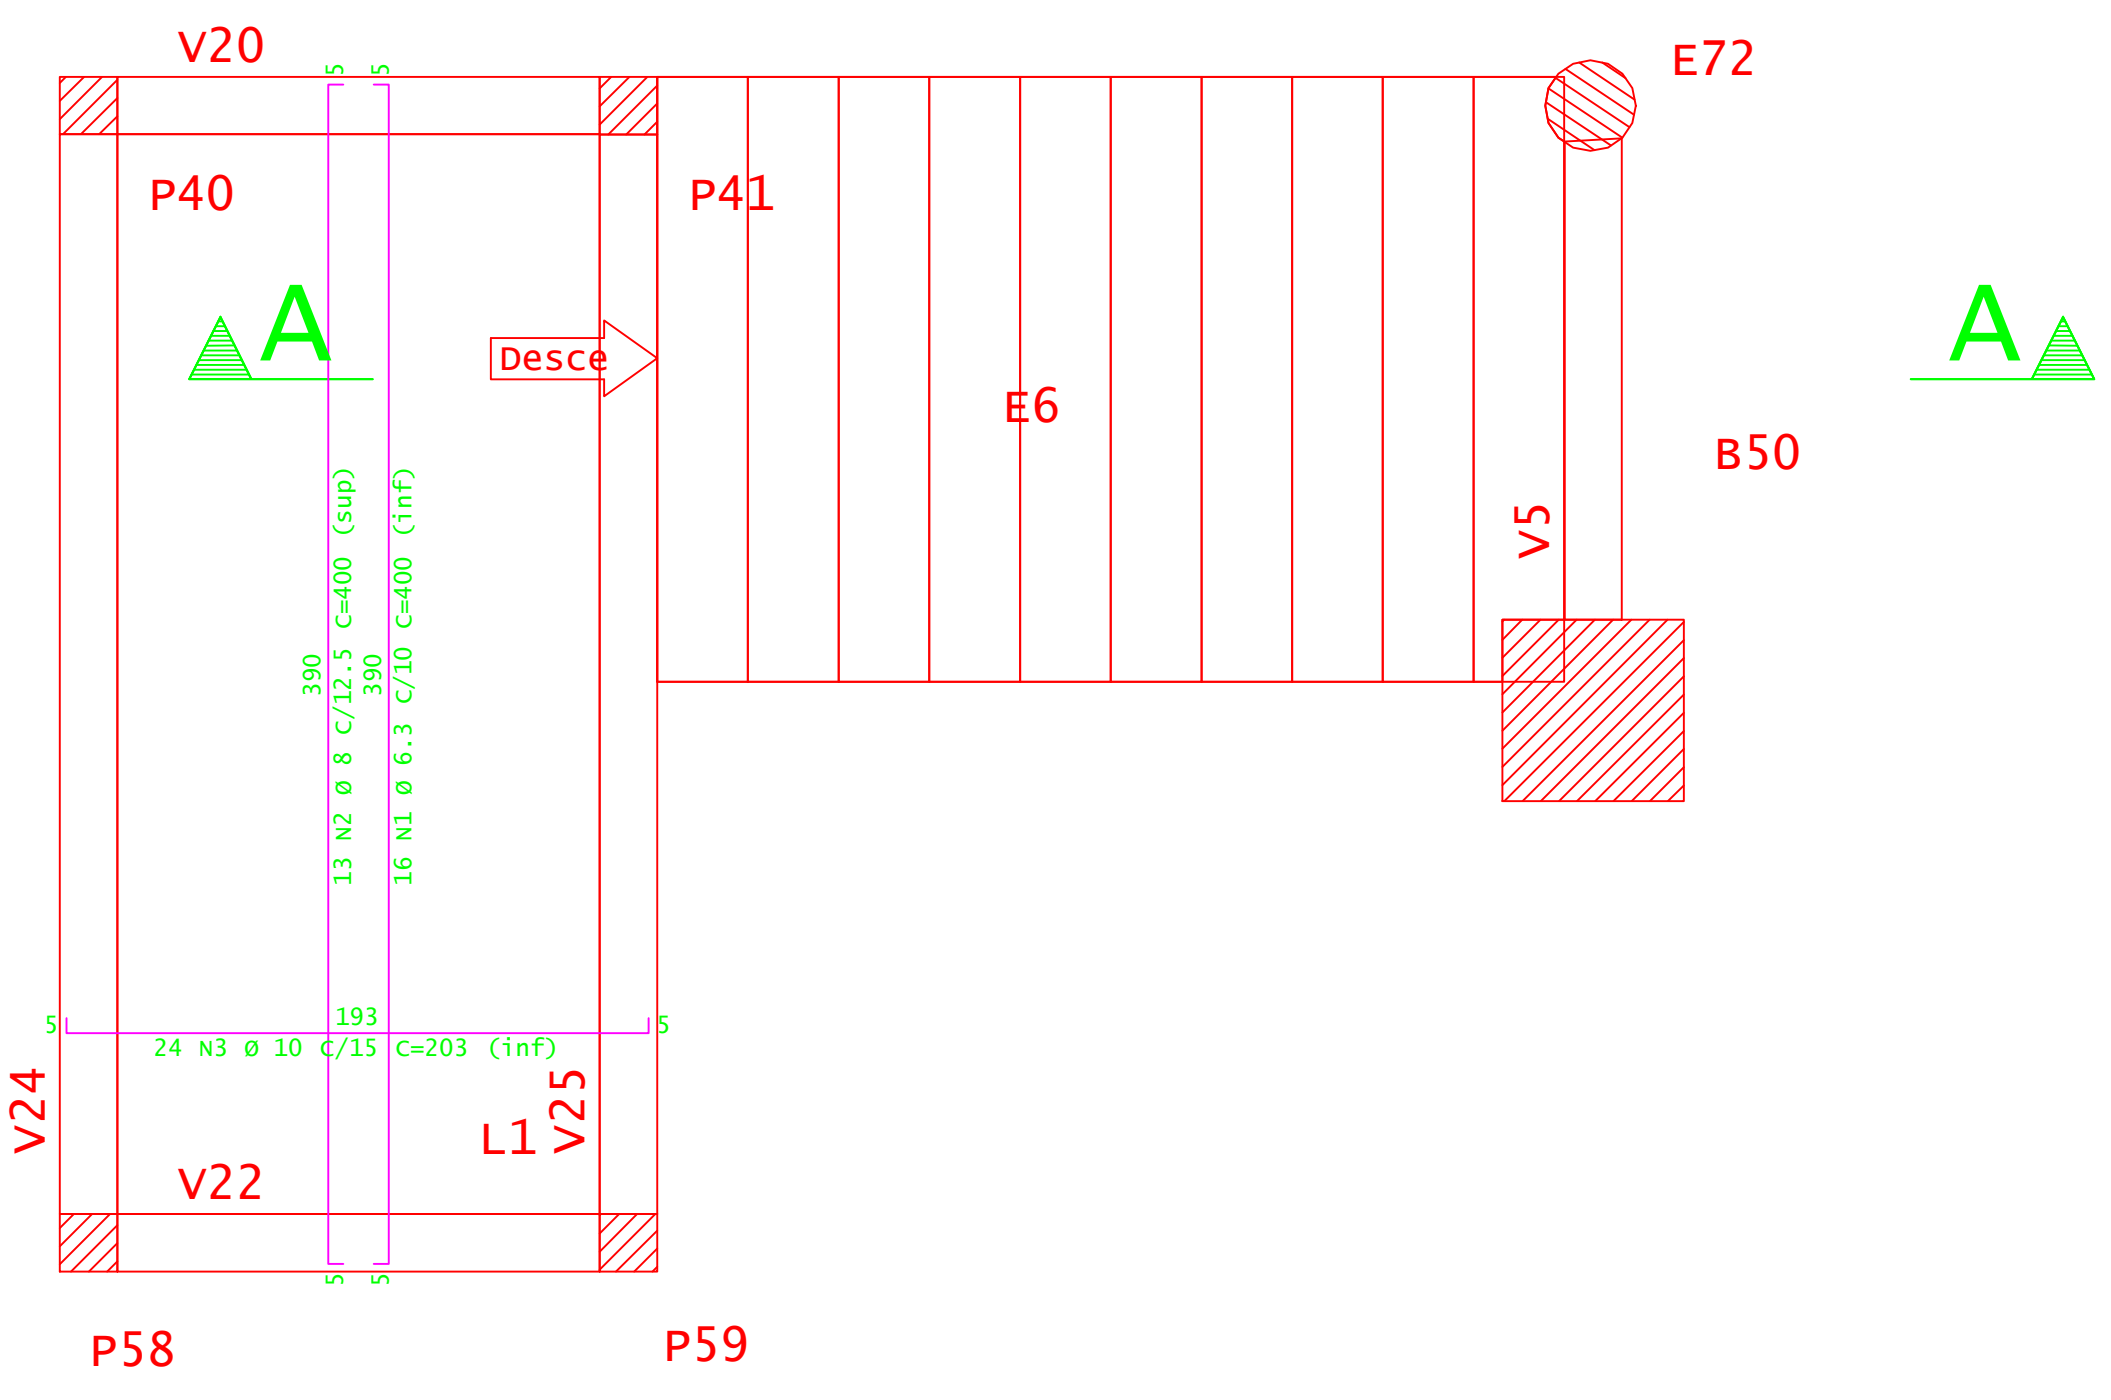 V20
E72
5
5
P40
P41
A
A
Desce
E6
B50
V5
390
13 N2 Ø 8 C/12.5 C=400 (sup)
390
16 N1 Ø 6.3 C/10 C=400 (inf)
5
193
5
24 N3 Ø 10 C/15 C=203 (inf)
V24
V25
L1
V22
5
5
P58
P59